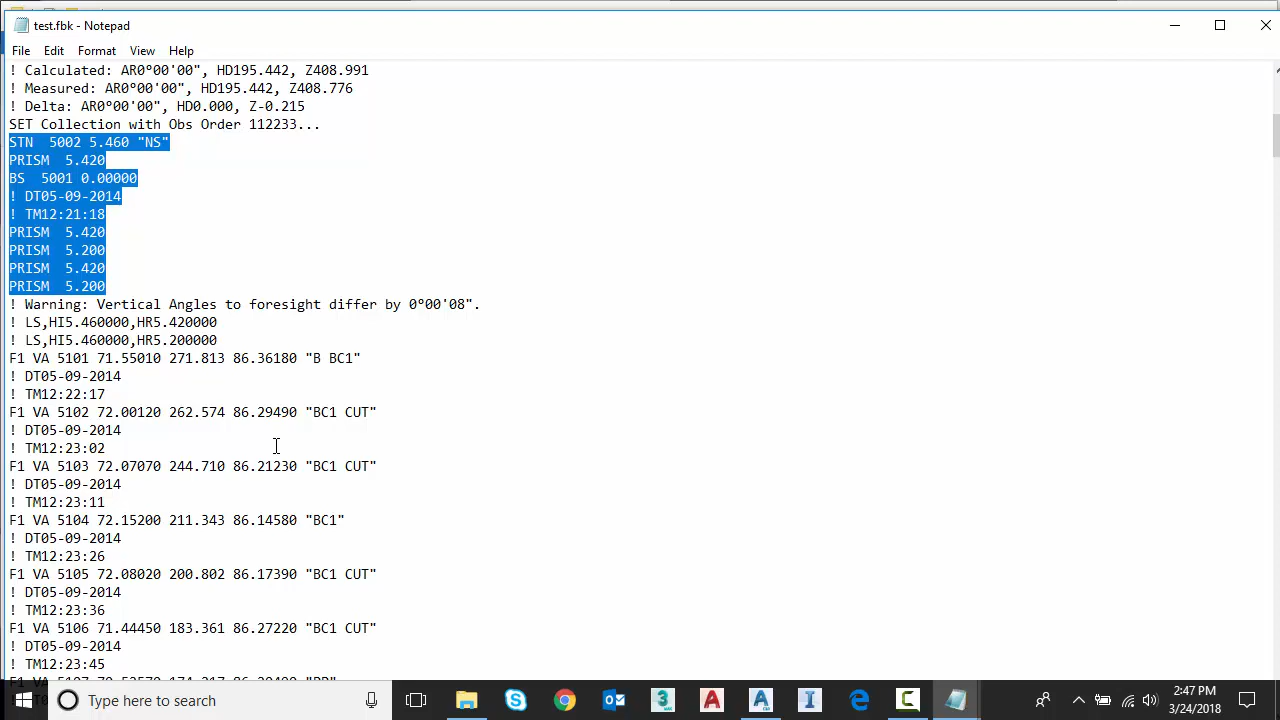 test.fbk - Notepad
File Edit Format View Help
! Calculated: AR0°00'00", HD195.442, Z408.991
! Measured: AR0°00'00", HD195.442, Z408.776
! Delta: AR0°00'00", HD0.000, Z-0.215
SET Collection with Obs Order 112233...
STN 5002 5.460 "NS"
PRISM 5.420
BS 5001 0.00000
! DT05-09-2014
! TM12:21:18
PRISM 5.420
PRISM 5.200
PRISM 5.420
PRISM 5.200
! Warning: Vertical Angles to foresight differ by 0°00'08".
! LS,HI5.460000,HR5.420000
! LS,HI5.460000,HR5.200000
F1 VA 5101 71.55010 271.813 86.36180 "B BC1"
! DT05-09-2014
! TM12:22:17
F1 VA 5102 72.00120 262.574 86.29490 "BC1 CUT"
! DT05-09-2014
! TM12:23:02
F1 VA 5103 72.07070 244.710 86.21230 "BC1 CUT"
! DT05-09-2014
! TM12:23:11
F1 VA 5104 72.15200 211.343 86.14580 "BC1"
! DT05-09-2014
! TM12:23:26
F1 VA 5105 72.08020 200.802 86.17390 "BC1 CUT"
! DT05-09-2014
! TM12:23:36
F1 VA 5106 71.44450 183.361 86.27220 "BC1 CUT"
! DT05-09-2014
! TM12:23:45
Type here to search
2:47 PM
3/24/2018